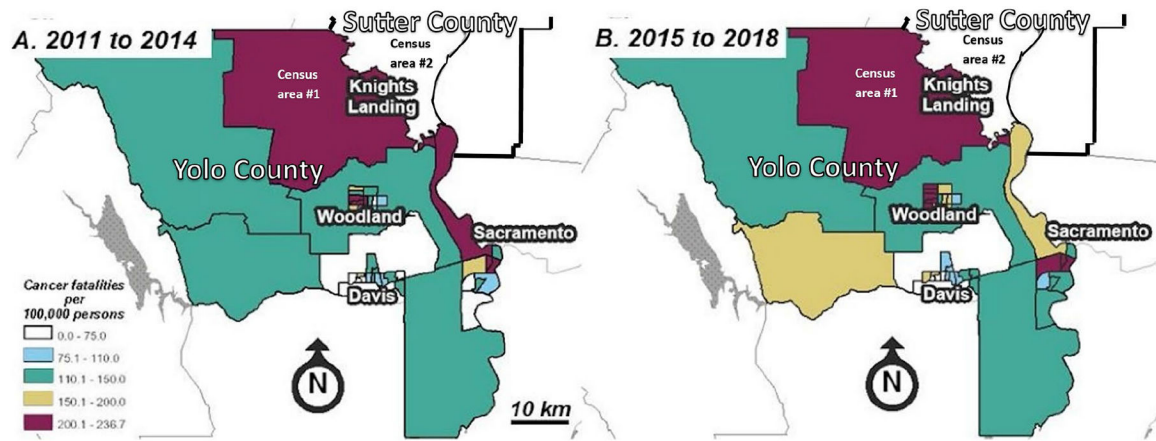 A. 2011 to 2014
Sutter County
Census
area #2
Census
area #1
Knights
Landing
Yolo County
Woodland
Sacramento
Davis
Cancer fatalities
per
100,000 persons
0.0 - 75.0
75.1 - 110.0
110.1 - 150.0
150.1 - 200.0
200.1 - 236.7
N
10 km
B. 2015 to 2018
Sutter County
Census
area #2
Census
area #1
Knights
Landing
Yolo County
Woodland
Sacramento
Davis
N